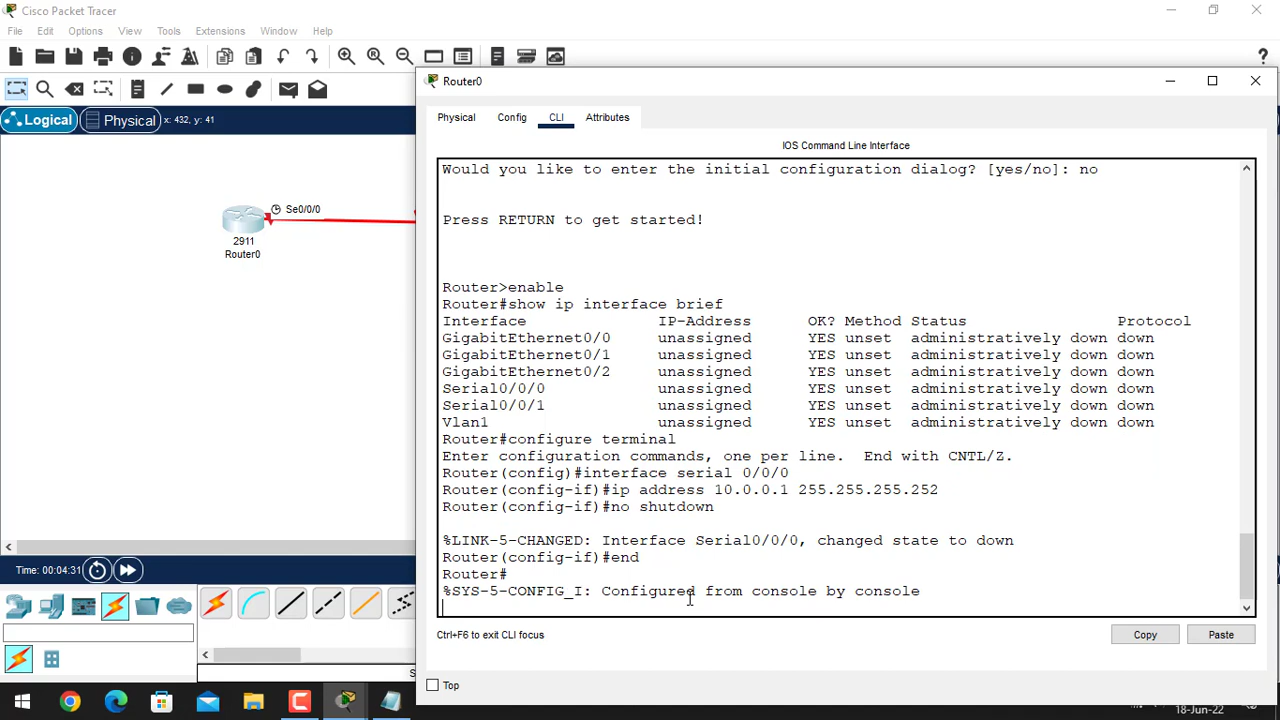 Cisco Packet Tracer
File Edit Options View Tools Extensions Window Help
Logical Physical x: 432, y: 41
Se0/0/0
2911
Router0
Time: 00:04:31
S
Router0
Physical Config CLI Attributes
IOS Command Line Interface
Would you like to enter the initial configuration dialog? [yes/no]: no
Press RETURN to get started!
Router>enable
Router#show ip interface brief
Interface IP-Address OK? Method Status Protocol
GigabitEthernet0/0 unassigned YES unset administratively down down
GigabitEthernet0/1 unassigned YES unset administratively down down
GigabitEthernet0/2 unassigned YES unset administratively down down
Serial0/0/0 unassigned YES unset administratively down down
Serial0/0/1 unassigned YES unset administratively down down
Vlan1 unassigned YES unset administratively down down
Router#configure terminal
Enter configuration commands, one per line. End with CNTL/Z.
Router(config)#interface serial 0/0/0
Router(config-if)#ip address 10.0.0.1 255.255.255.252
Router(config-if)#no shutdown
%LINK-5-CHANGED: Interface Serial0/0/0, changed state to down
Router(config-if)#end
Router#
%SYS-5-CONFIG_I: Configured from console by console
Ctrl+F6 to exit CLI focus
Copy Paste
Top
18-Jun-22